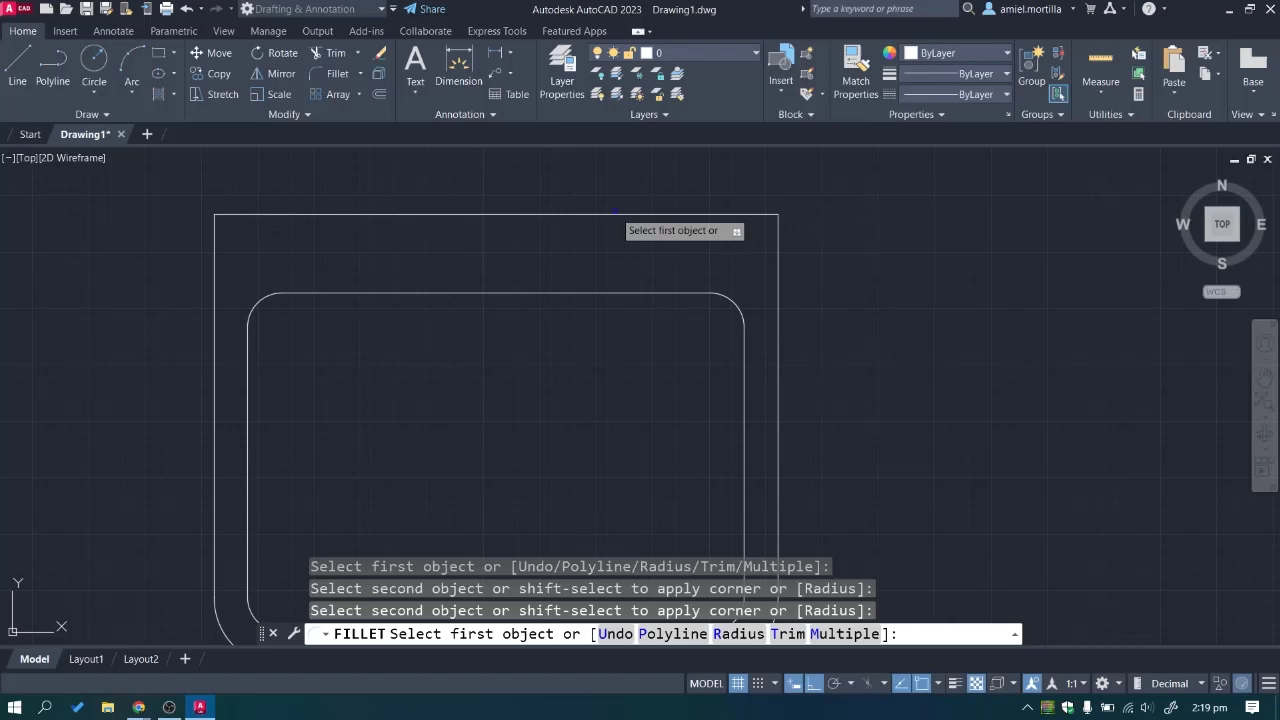 CAD Drafting & Annotation Share Autodesk AutoCAD 2023 Drawing1.dwg Type a keyword or phrase amiel.mortilla
Home Insert Annotate Parametric View Manage Output Add-ins Collaborate Express Tools Featured Apps
Line Polyline Circle Arc
Move Rotate Trim
Copy Mirror Fillet
Stretch Scale Array
Text Dimension Table
Layer Properties 0
Insert
Match Properties ByLayer
ByLayer
ByLayer
Group Measure Paste Base
Draw Modify Annotation Layers Block Properties Groups Utilities Clipboard View
Start Drawing1*
[−][Top][2D Wireframe]
N
W TOP E
S
WCS
Select first object or
Select first object or [Undo/Polyline/Radius/Trim/Multiple]:
Select second object or shift-select to apply corner or [Radius]:
Select second object or shift-select to apply corner or [Radius]:
FILLET Select first object or [Undo Polyline Radius Trim Multiple]:
Y
X
Model Layout1 Layout2
MODEL 1:1 Decimal
2:19 pm